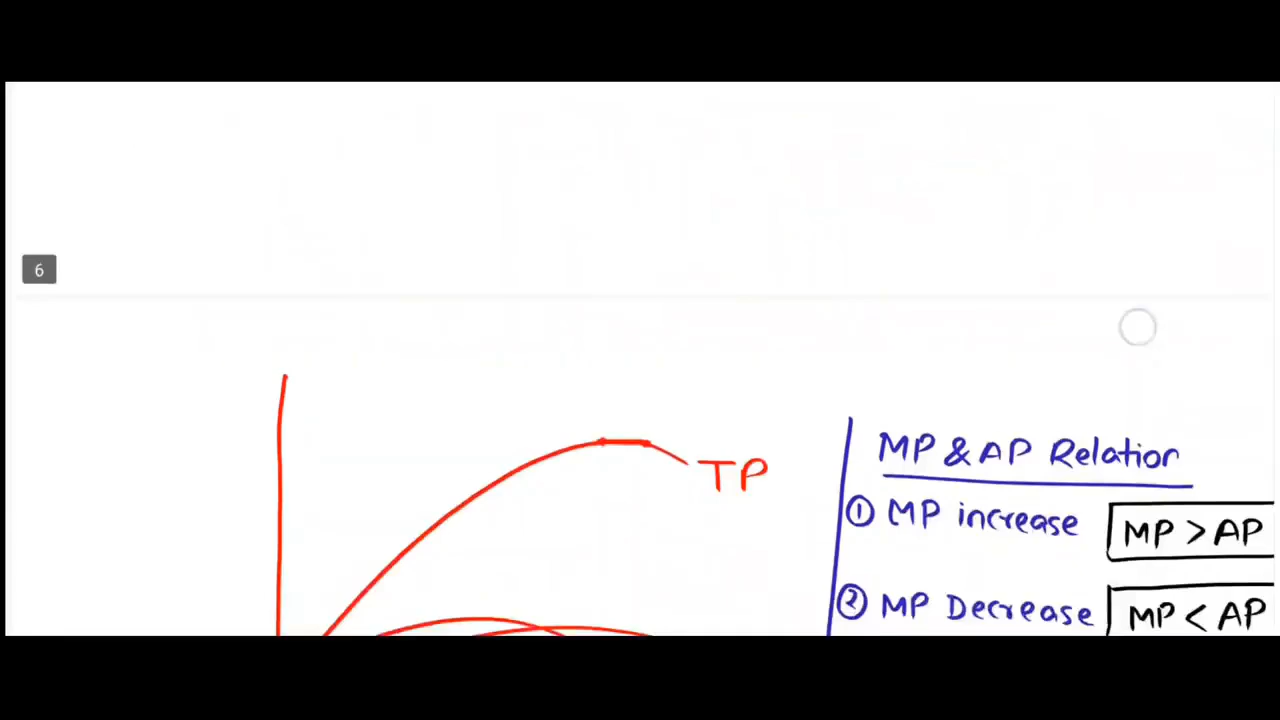 6
TP
MP & AP Relation
① MP increase MP > AP
② MP Decrease MP < AP